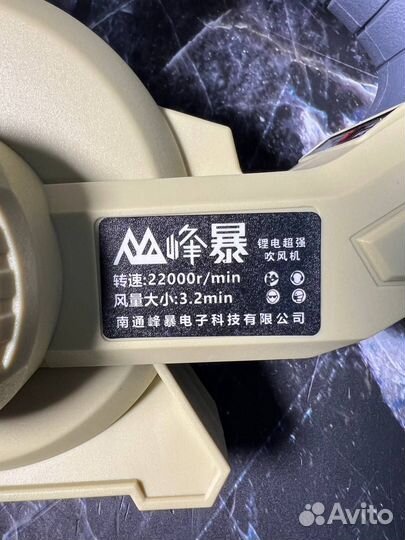 峰暴 锂电超强
吹风机
转速:22000r/min
风量大小:3.2min
南通峰暴电子科技有限公司
Avito